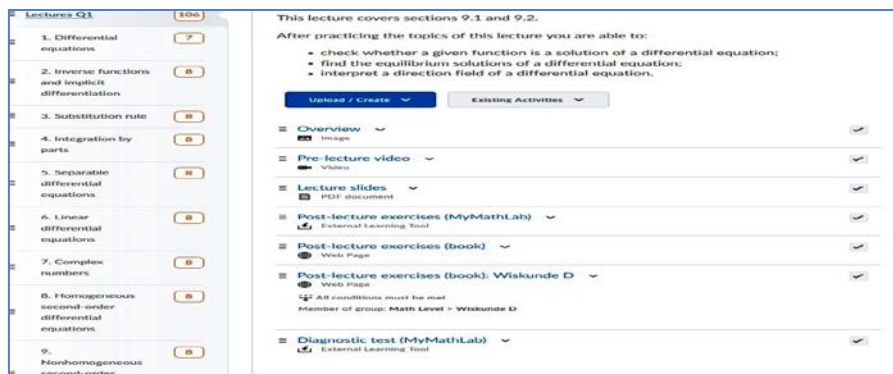 Lectures Q1
106
1. Differential
equations
7
2. Inverse functions
and implicit
differentiation
8
3. Substitution rule
8
4. Integration by
parts
8
5. Separable
differential
equations
8
6. Linear
differential
equations
8
7. Complex
numbers
8
8. Homogeneous
second-order
differential
equations
8
9.
Nonhomogeneous
second-order
8
This lecture covers sections 9.1 and 9.2.
After practicing the topics of this lecture you are able to:
• check whether a given function is a solution of a differential equation;
• find the equilibrium solutions of a differential equation;
• interpret a direction field of a differential equation.
Upload / Create
Existing Activities
Overview
Image
Pre-lecture video
Video
Lecture slides
PDF document
Post-lecture exercises (MyMathLab)
External Learning Tool
Post-lecture exercises (book)
Web Page
Post-lecture exercises (book): Wiskunde D
Web Page
All conditions must be met
Member of group: Math Level > Wiskunde D
Diagnostic test (MyMathLab)
External Learning Tool